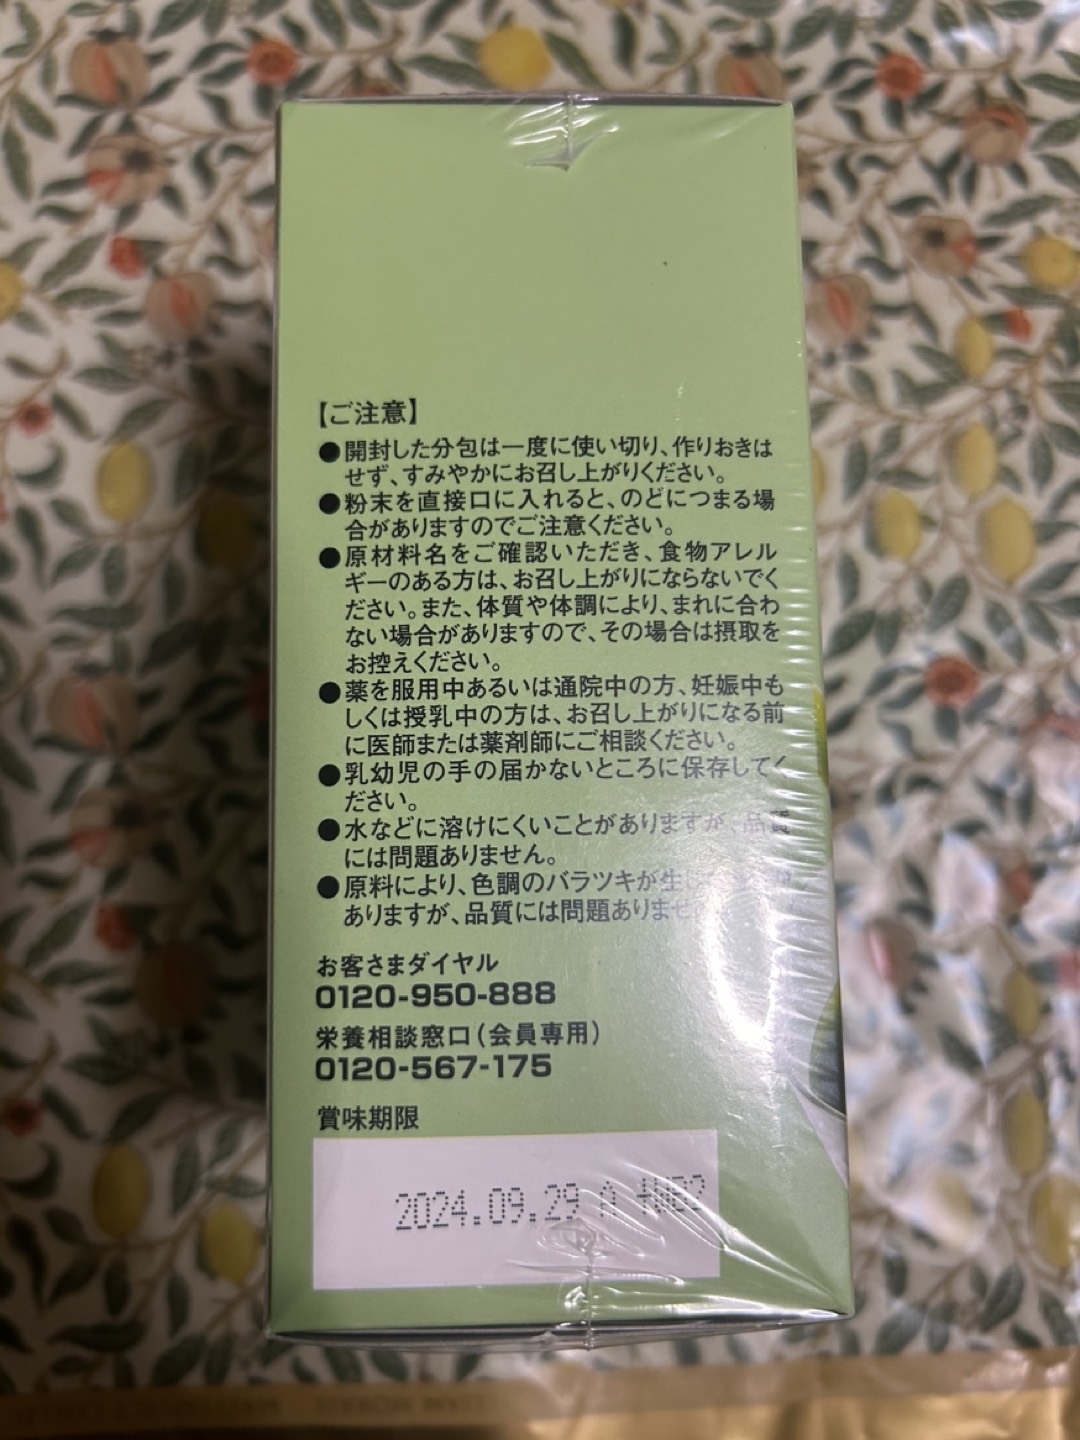 【ご注意】
●開封した分包は一度に使い切り、作りおきは
せず、すみやかにお召し上がりください。
●粉末を直接口に入れると、のどにつまる場
合がありますのでご注意ください。
●原材料名をご確認いただき、食物アレル
ギーのある方は、お召し上がりにならないでく
ださい。また、体質や体調により、まれに合わ
ない場合がありますので、その場合は摂取を
お控えください。
●薬を服用中あるいは通院中の方、妊娠中も
しくは授乳中の方は、お召し上がりになる前
に医師または薬剤師にご相談ください。
●乳幼児の手の届かないところに保存してく
ださい。
●水などに溶けにくいことがありますが、品質
には問題ありません。
●原料により、色調のバラツキが生じ
ありますが、品質には問題ありませ
お客さまダイヤル
0120-950-888
栄養相談窓口(会員専用)
0120-567-175
賞味期限
2024.09.29 A